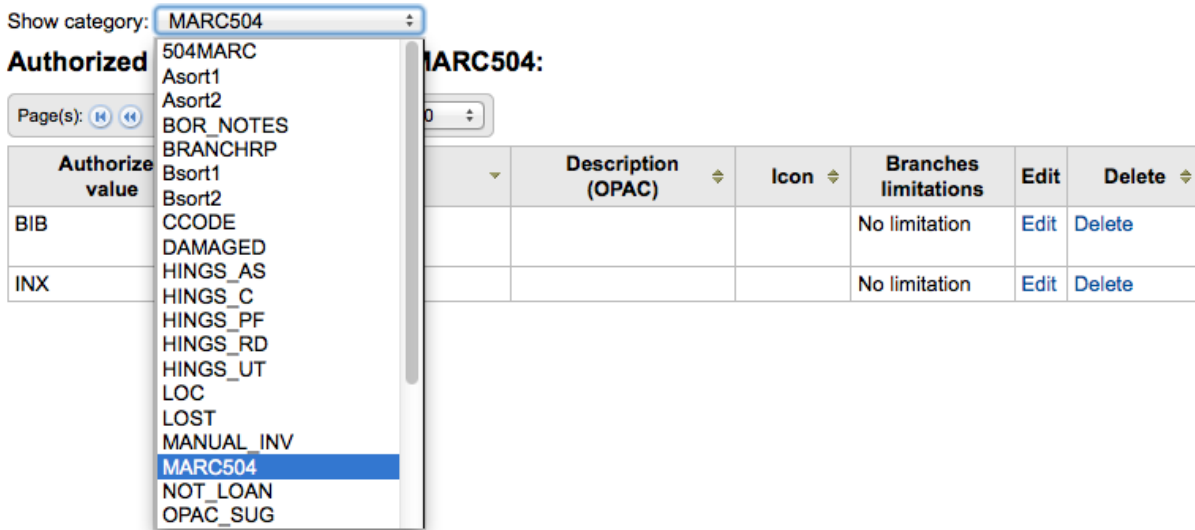 Show category: MARC504
Authorized MARC504:
Page(s): 0
Authorize value Description (OPAC) Icon Branches limitations Edit Delete
BIB No limitation Edit Delete
INX No limitation Edit Delete
504MARC
Asort1
Asort2
BOR_NOTES
BRANCHRP
Bsort1
Bsort2
CCODE
DAMAGED
HINGS_AS
HINGS_C
HINGS_PF
HINGS_RD
HINGS_UT
LOC
LOST
MANUAL_INV
MARC504
NOT_LOAN
OPAC_SUG